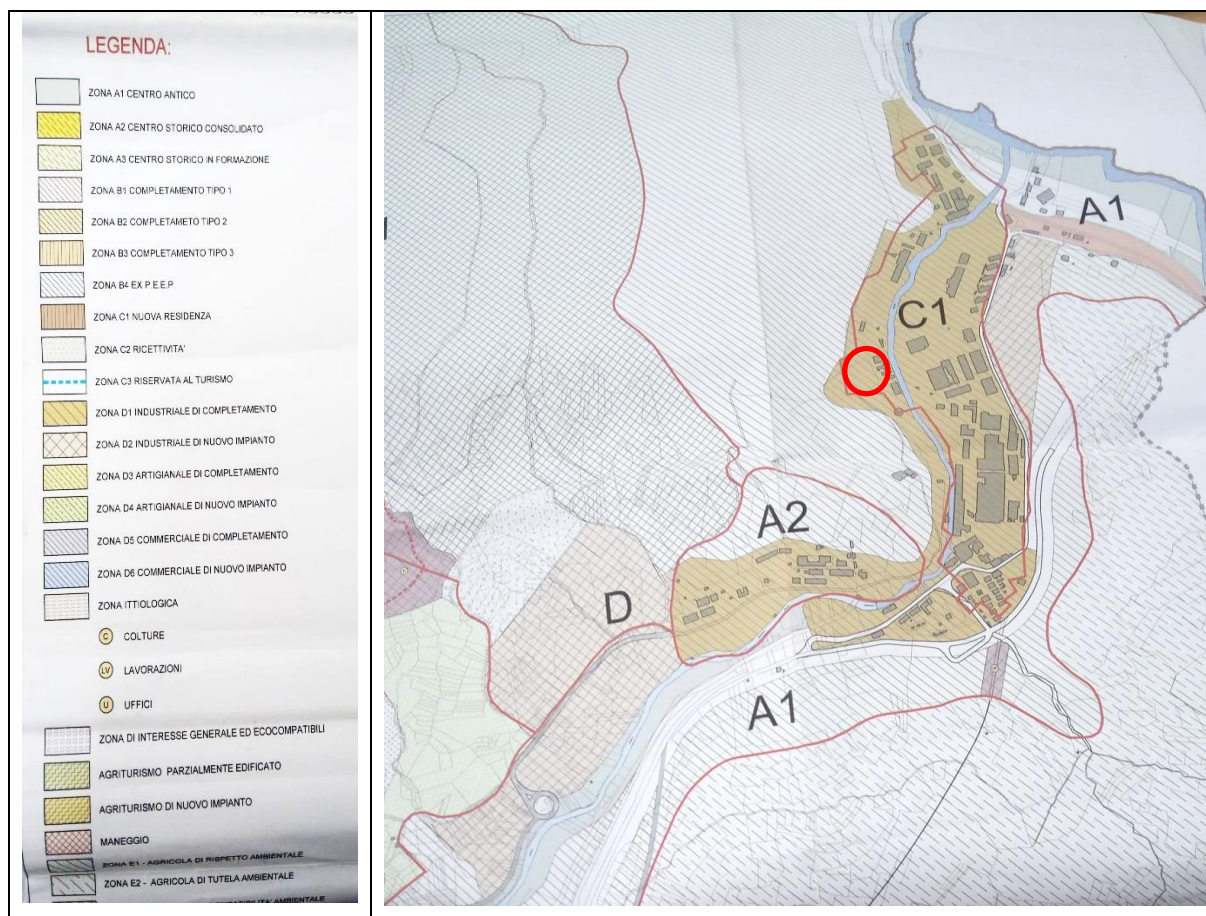 LEGENDA:
ZONA A1 CENTRO ANTICO
ZONA A2 CENTRO STORICO CONSOLIDATO
ZONA A3 CENTRO STORICO IN FORMAZIONE
ZONA B1 COMPLETAMENTO TIPO 1
ZONA B2 COMPLETAMETO TIPO 2
ZONA B3 COMPLETAMENTO TIPO 3
ZONA B4 EX P.E.E.P.
ZONA C1 NUOVA RESIDENZA
ZONA C2 RICETTIVITA'
ZONA C3 RISERVATA AL TURISMO
ZONA D1 INDUSTRIALE DI COMPLETAMENTO
ZONA D2 INDUSTRIALE DI NUOVO IMPIANTO
ZONA D3 ARTIGIANALE DI COMPLETAMENTO
ZONA D4 ARTIGIANALE DI NUOVO IMPIANTO
ZONA D5 COMMERCIALE DI COMPLETAMENTO
ZONA D6 COMMERCIALE DI NUOVO IMPIANTO
ZONA ITTIOLOGICA
C COLTURE
LV LAVORAZIONI
U UFFICI
ZONA DI INTERESSE GENERALE ED ECOCOMPATIBILI
AGRITURISMO PARZIALMENTE EDIFICATO
AGRITURISMO DI NUOVO IMPIANTO
MANEGGIO
ZONA E1 - AGRICOLA DI RISPETTO AMBIENTALE
ZONA E2 - AGRICOLA DI TUTELA AMBIENTALE
A1
C1
A2
D
A1